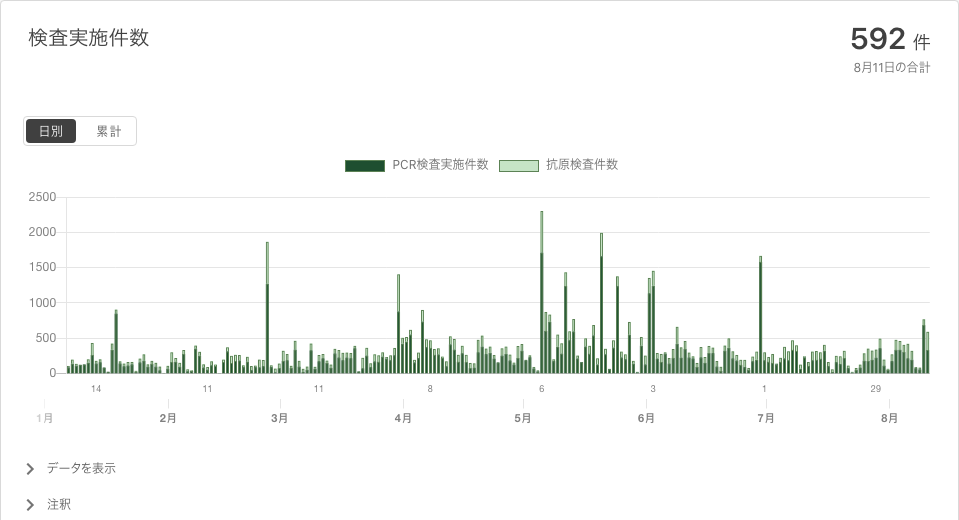 検査実施件数
592 件
8月11日の合計
日別 累計
PCR検査実施件数 抗原検査件数
2500
2000
1500
1000
500
0
14 11 11 8 6 3 1 29
1月 2月 3月 4月 5月 6月 7月 8月
データを表示
注釈